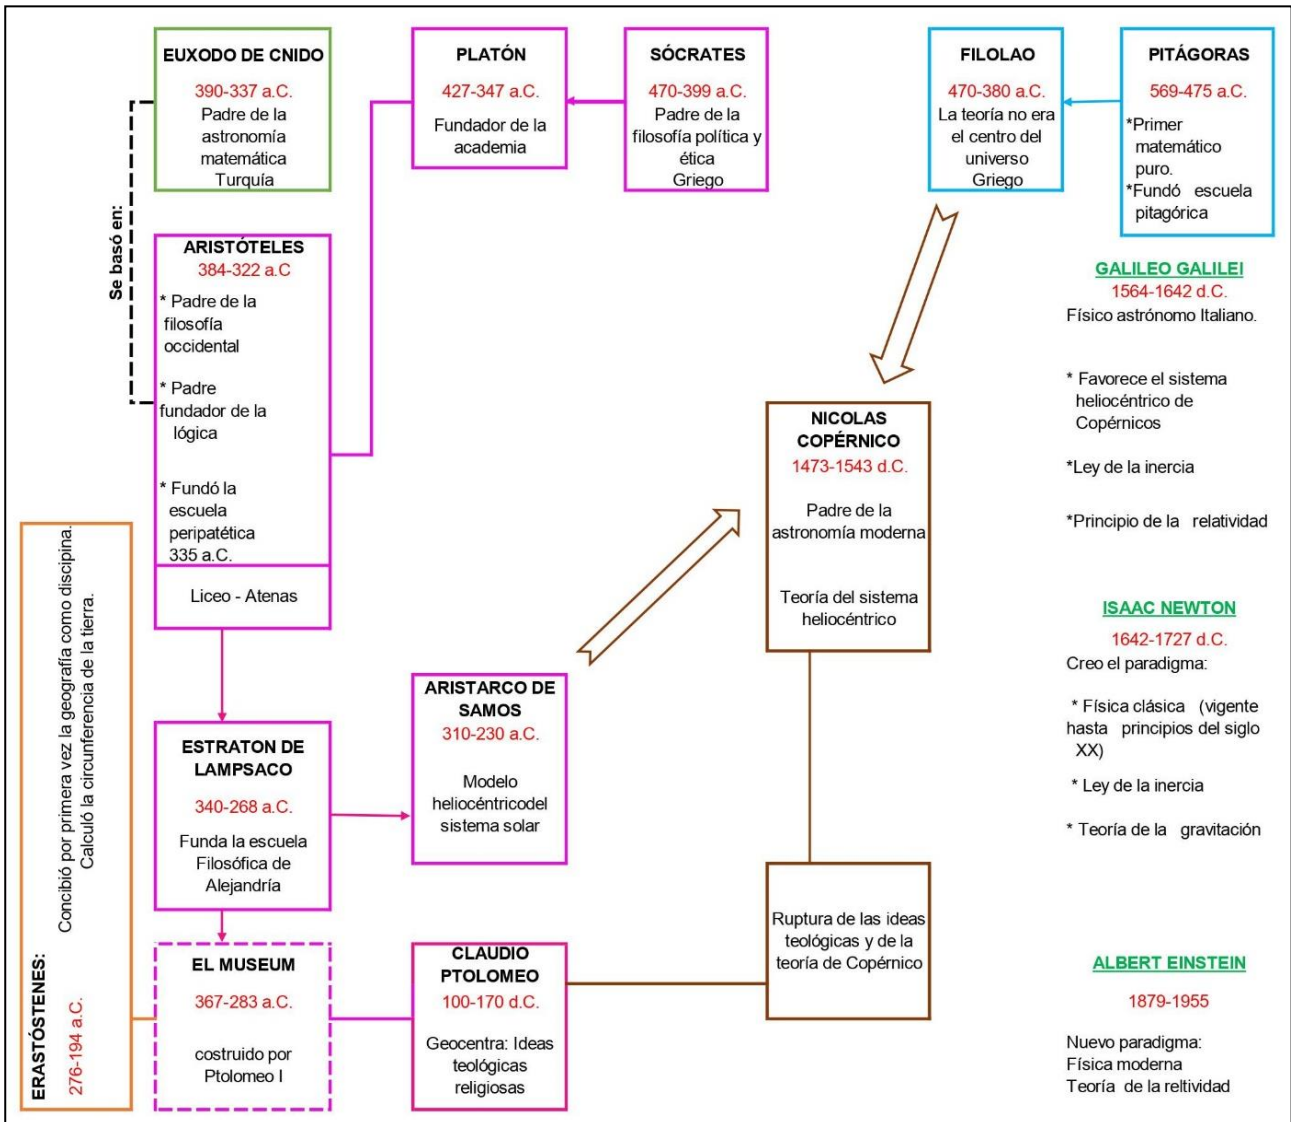 EUXODO DE CNIDO
390-337 a.C.
Padre de la
astronomía
matemática
Turquía
PLATÓN
427-347 a.C.
Fundador de la
academia
SÓCRATES
470-399 a.C.
Padre de la
filosofía política y
ética
Griego
FILOLAO
470-380 a.C.
La teoría no era
el centro del
universo
Griego
PITÁGORAS
569-475 a.C.
*Primer
matemático
puro.
*Fundó escuela
pitagórica
Se basó en:
ARISTÓTELES
384-322 a.C
* Padre de la
filosofía
occidental
* Padre
fundador de la
lógica
* Fundó la
escuela
peripatética
335 a.C.
Liceo - Atenas
GALILEO GALILEI
1564-1642 d.C.
Físico astrónomo Italiano.
* Favorece el sistema
heliocéntrico de
Copérnicos
*Ley de la inercia
*Principio de la relatividad
NICOLAS
COPÉRNICO
1473-1543 d.C.
Padre de la
astronomía moderna
Teoría del sistema
heliocéntrico
ERASTÓSTENES:
276-194 a.C.
Concibió por primera vez la geografía como discipina.
Calculó la circunferencia de la tierra.
ESTRATON DE
LAMPSACO
340-268 a.C.
Funda la escuela
Filosófica de
Alejandría
ARISTARCO DE
SAMOS
310-230 a.C.
Modelo
heliocéntricodel
sistema solar
ISAAC NEWTON
1642-1727 d.C.
Creo el paradigma:
* Física clásica (vigente
hasta principios del siglo
XX)
* Ley de la inercia
* Teoría de la gravitación
EL MUSEUM
367-283 a.C.
costruido por
Ptolomeo I
CLAUDIO
PTOLOMEO
100-170 d.C.
Geocentra: Ideas
teológicas
religiosas
Ruptura de las ideas
teológicas y de la
teoría de Copérnico
ALBERT EINSTEIN
1879-1955
Nuevo paradigma:
Física moderna
Teoría de la reltividad